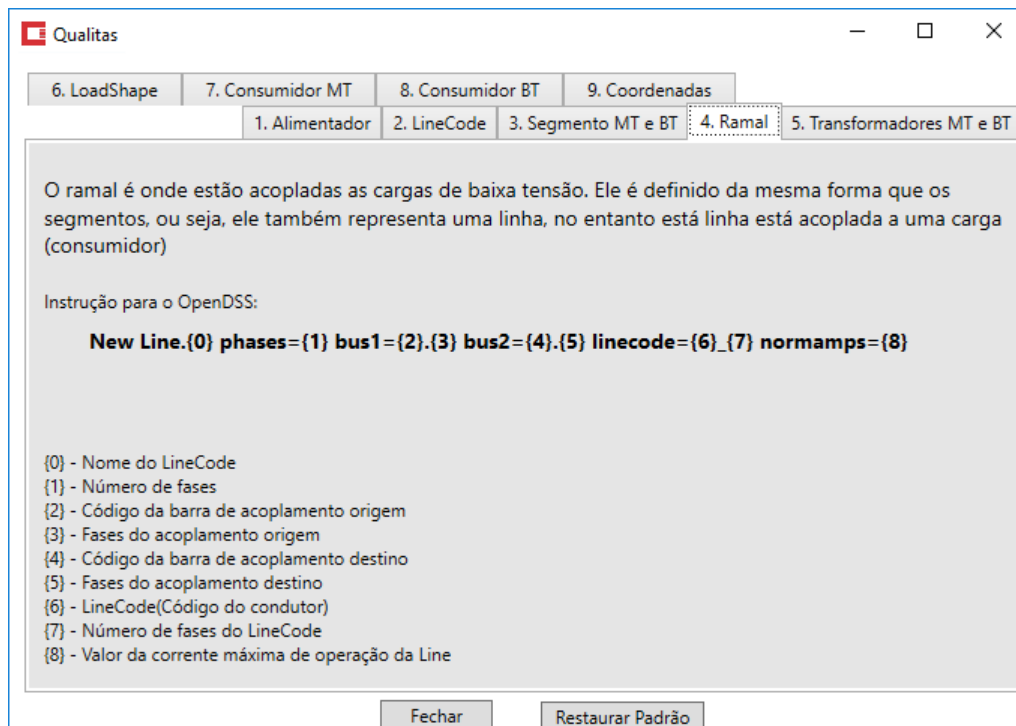 Qualitas
6. LoadShape 7. Consumidor MT 8. Consumidor BT 9. Coordenadas
1. Alimentador 2. LineCode 3. Segmento MT e BT 4. Ramal 5. Transformadores MT e BT
O ramal é onde estão acopladas as cargas de baixa tensão. Ele é definido da mesma forma que os
segmentos, ou seja, ele também representa uma linha, no entanto está linha está acoplada a uma carga
(consumidor)
Instrução para o OpenDSS:
New Line.{0} phases={1} bus1={2}.{3} bus2={4}.{5} linecode={6}_{7} normamps={8}
{0} - Nome do LineCode
{1} - Número de fases
{2} - Código da barra de acoplamento origem
{3} - Fases do acoplamento origem
{4} - Código da barra de acoplamento destino
{5} - Fases do acoplamento destino
{6} - LineCode(Código do condutor)
{7} - Número de fases do LineCode
{8} - Valor da corrente máxima de operação da Line
Fechar Restaurar Padrão